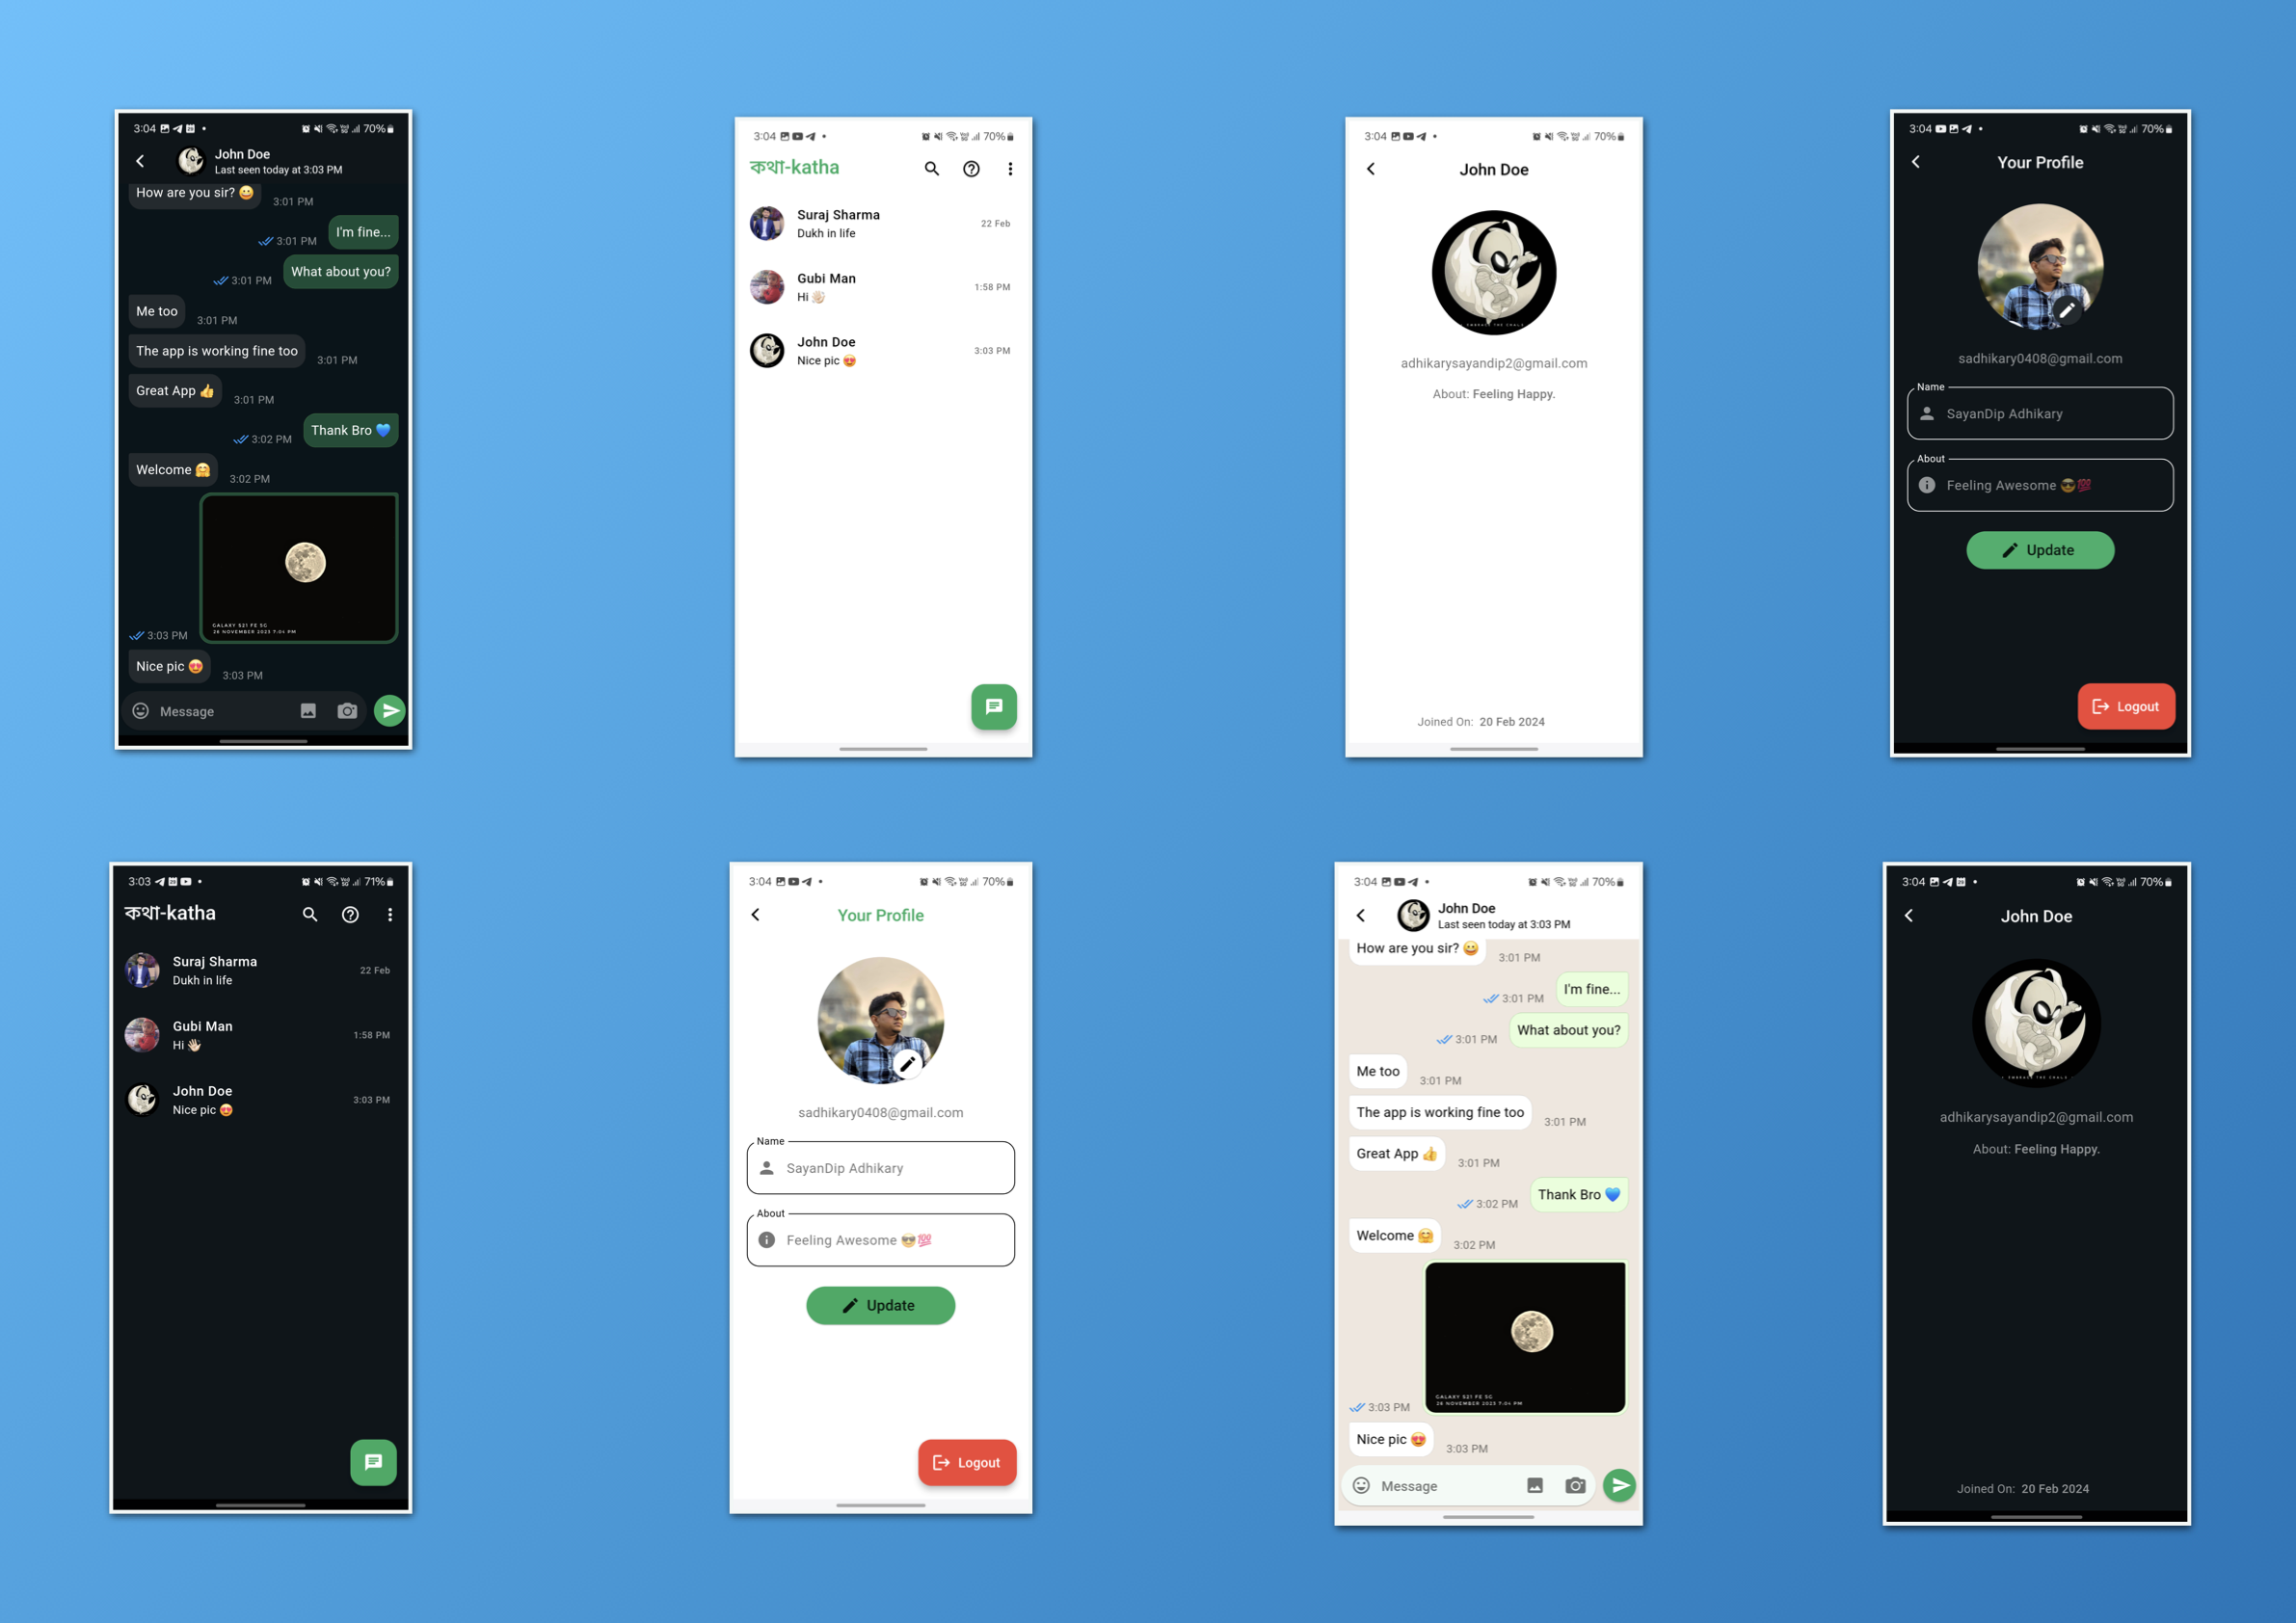 3:04
70%
John Doe
Last seen today at 3:03 PM
How are you sir? 😀
3:01 PM
I'm fine...
3:01 PM
What about you?
3:01 PM
Me too
3:01 PM
The app is working fine too
3:01 PM
Great App 👍
3:01 PM
Thank Bro 💙
3:02 PM
Welcome 🤗
3:02 PM
GALAXY S21 FE 5G
26 NOVEMBER 2023 7:04 PM
3:03 PM
Nice pic 😍
3:03 PM
Message
3:04
70%
কথা-katha
Suraj Sharma
22 Feb
Dukh in life
Gubi Man
1:58 PM
Hi 👋🏻
John Doe
3:03 PM
Nice pic 😍
3:04
70%
John Doe
adhikarysayandip2@gmail.com
About: Feeling Happy.
Joined On: 20 Feb 2024
3:04
70%
Your Profile
sadhikary0408@gmail.com
Name
SayanDip Adhikary
About
Feeling Awesome 😎💯
Update
Logout
3:03
71%
কথা-katha
Suraj Sharma
22 Feb
Dukh in life
Gubi Man
1:58 PM
Hi 👋🏻
John Doe
3:03 PM
Nice pic 😍
3:04
70%
Your Profile
sadhikary0408@gmail.com
Name
SayanDip Adhikary
About
Feeling Awesome 😎💯
Update
Logout
3:04
70%
John Doe
Last seen today at 3:03 PM
How are you sir? 😀
3:01 PM
I'm fine...
3:01 PM
What about you?
3:01 PM
Me too
3:01 PM
The app is working fine too
3:01 PM
Great App 👍
3:01 PM
Thank Bro 💙
3:02 PM
Welcome 🤗
3:02 PM
GALAXY S21 FE 5G
26 NOVEMBER 2023 7:04 PM
3:03 PM
Nice pic 😍
3:03 PM
Message
3:04
70%
John Doe
adhikarysayandip2@gmail.com
About: Feeling Happy.
Joined On: 20 Feb 2024